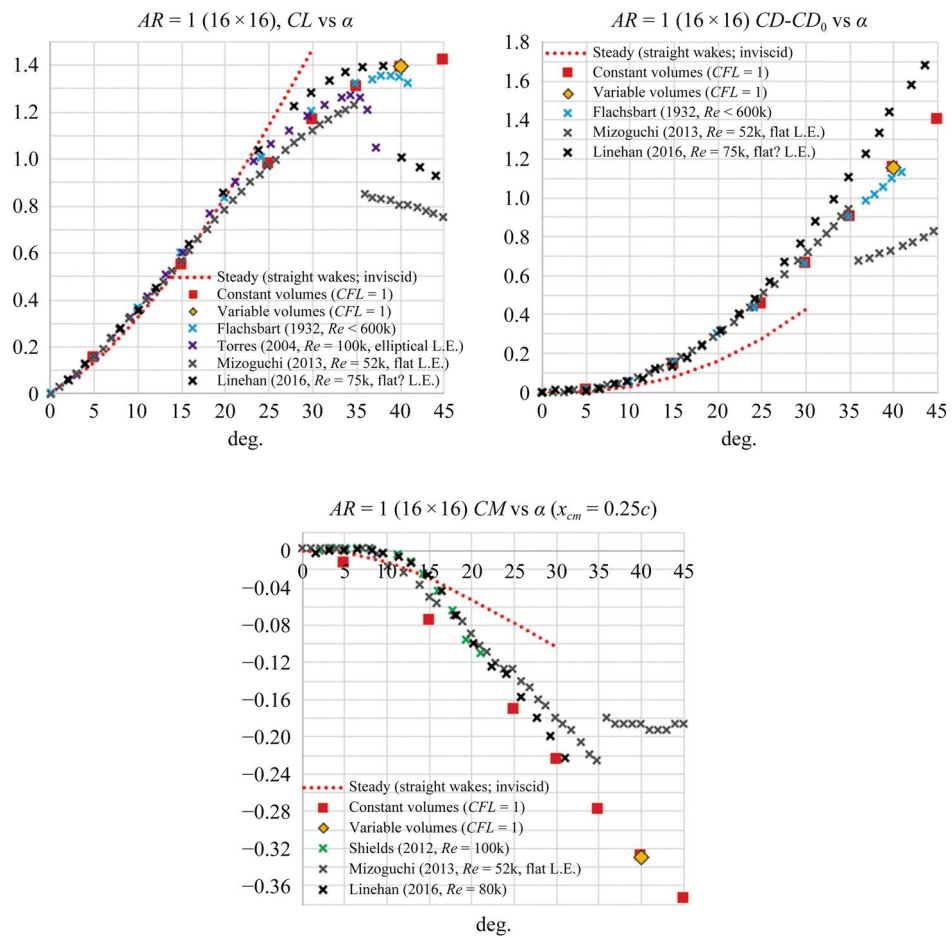 AR = 1 (16 × 16), CL vs α
1.4
1.2
1.0
0.8
0.6
0.4
0.2
0
Steady (straight wakes; inviscid)
Constant volumes (CFL = 1)
Variable volumes (CFL = 1)
Flachsbart (1932, Re < 600k)
Torres (2004, Re = 100k, elliptical L.E.)
Mizoguchi (2013, Re = 52k, flat L.E.)
Linehan (2016, Re = 75k, flat? L.E.)
0 5 10 15 20 25 30 35 40 45
deg.
AR = 1 (16 × 16) CD-CD₀ vs α
1.8
1.6
1.4
1.2
1.0
0.8
0.6
0.4
0.2
0
Steady (straight wakes; inviscid)
Constant volumes (CFL = 1)
Variable volumes (CFL = 1)
Flachsbart (1932, Re < 600k)
Mizoguchi (2013, Re = 52k, flat L.E.)
Linehan (2016, Re = 75k, flat? L.E.)
0 5 10 15 20 25 30 35 40 45
deg.
AR = 1 (16 × 16) CM vs α (xcm = 0.25c)
0
−0.04
−0.08
−0.12
−0.16
−0.20
−0.24
−0.28
−0.32
−0.36
0 5 10 15 20 25 30 35 40 45
Steady (straight wakes; inviscid)
Constant volumes (CFL = 1)
Variable volumes (CFL = 1)
Shields (2012, Re = 100k)
Mizoguchi (2013, Re = 52k, flat L.E.)
Linehan (2016, Re = 80k)
deg.